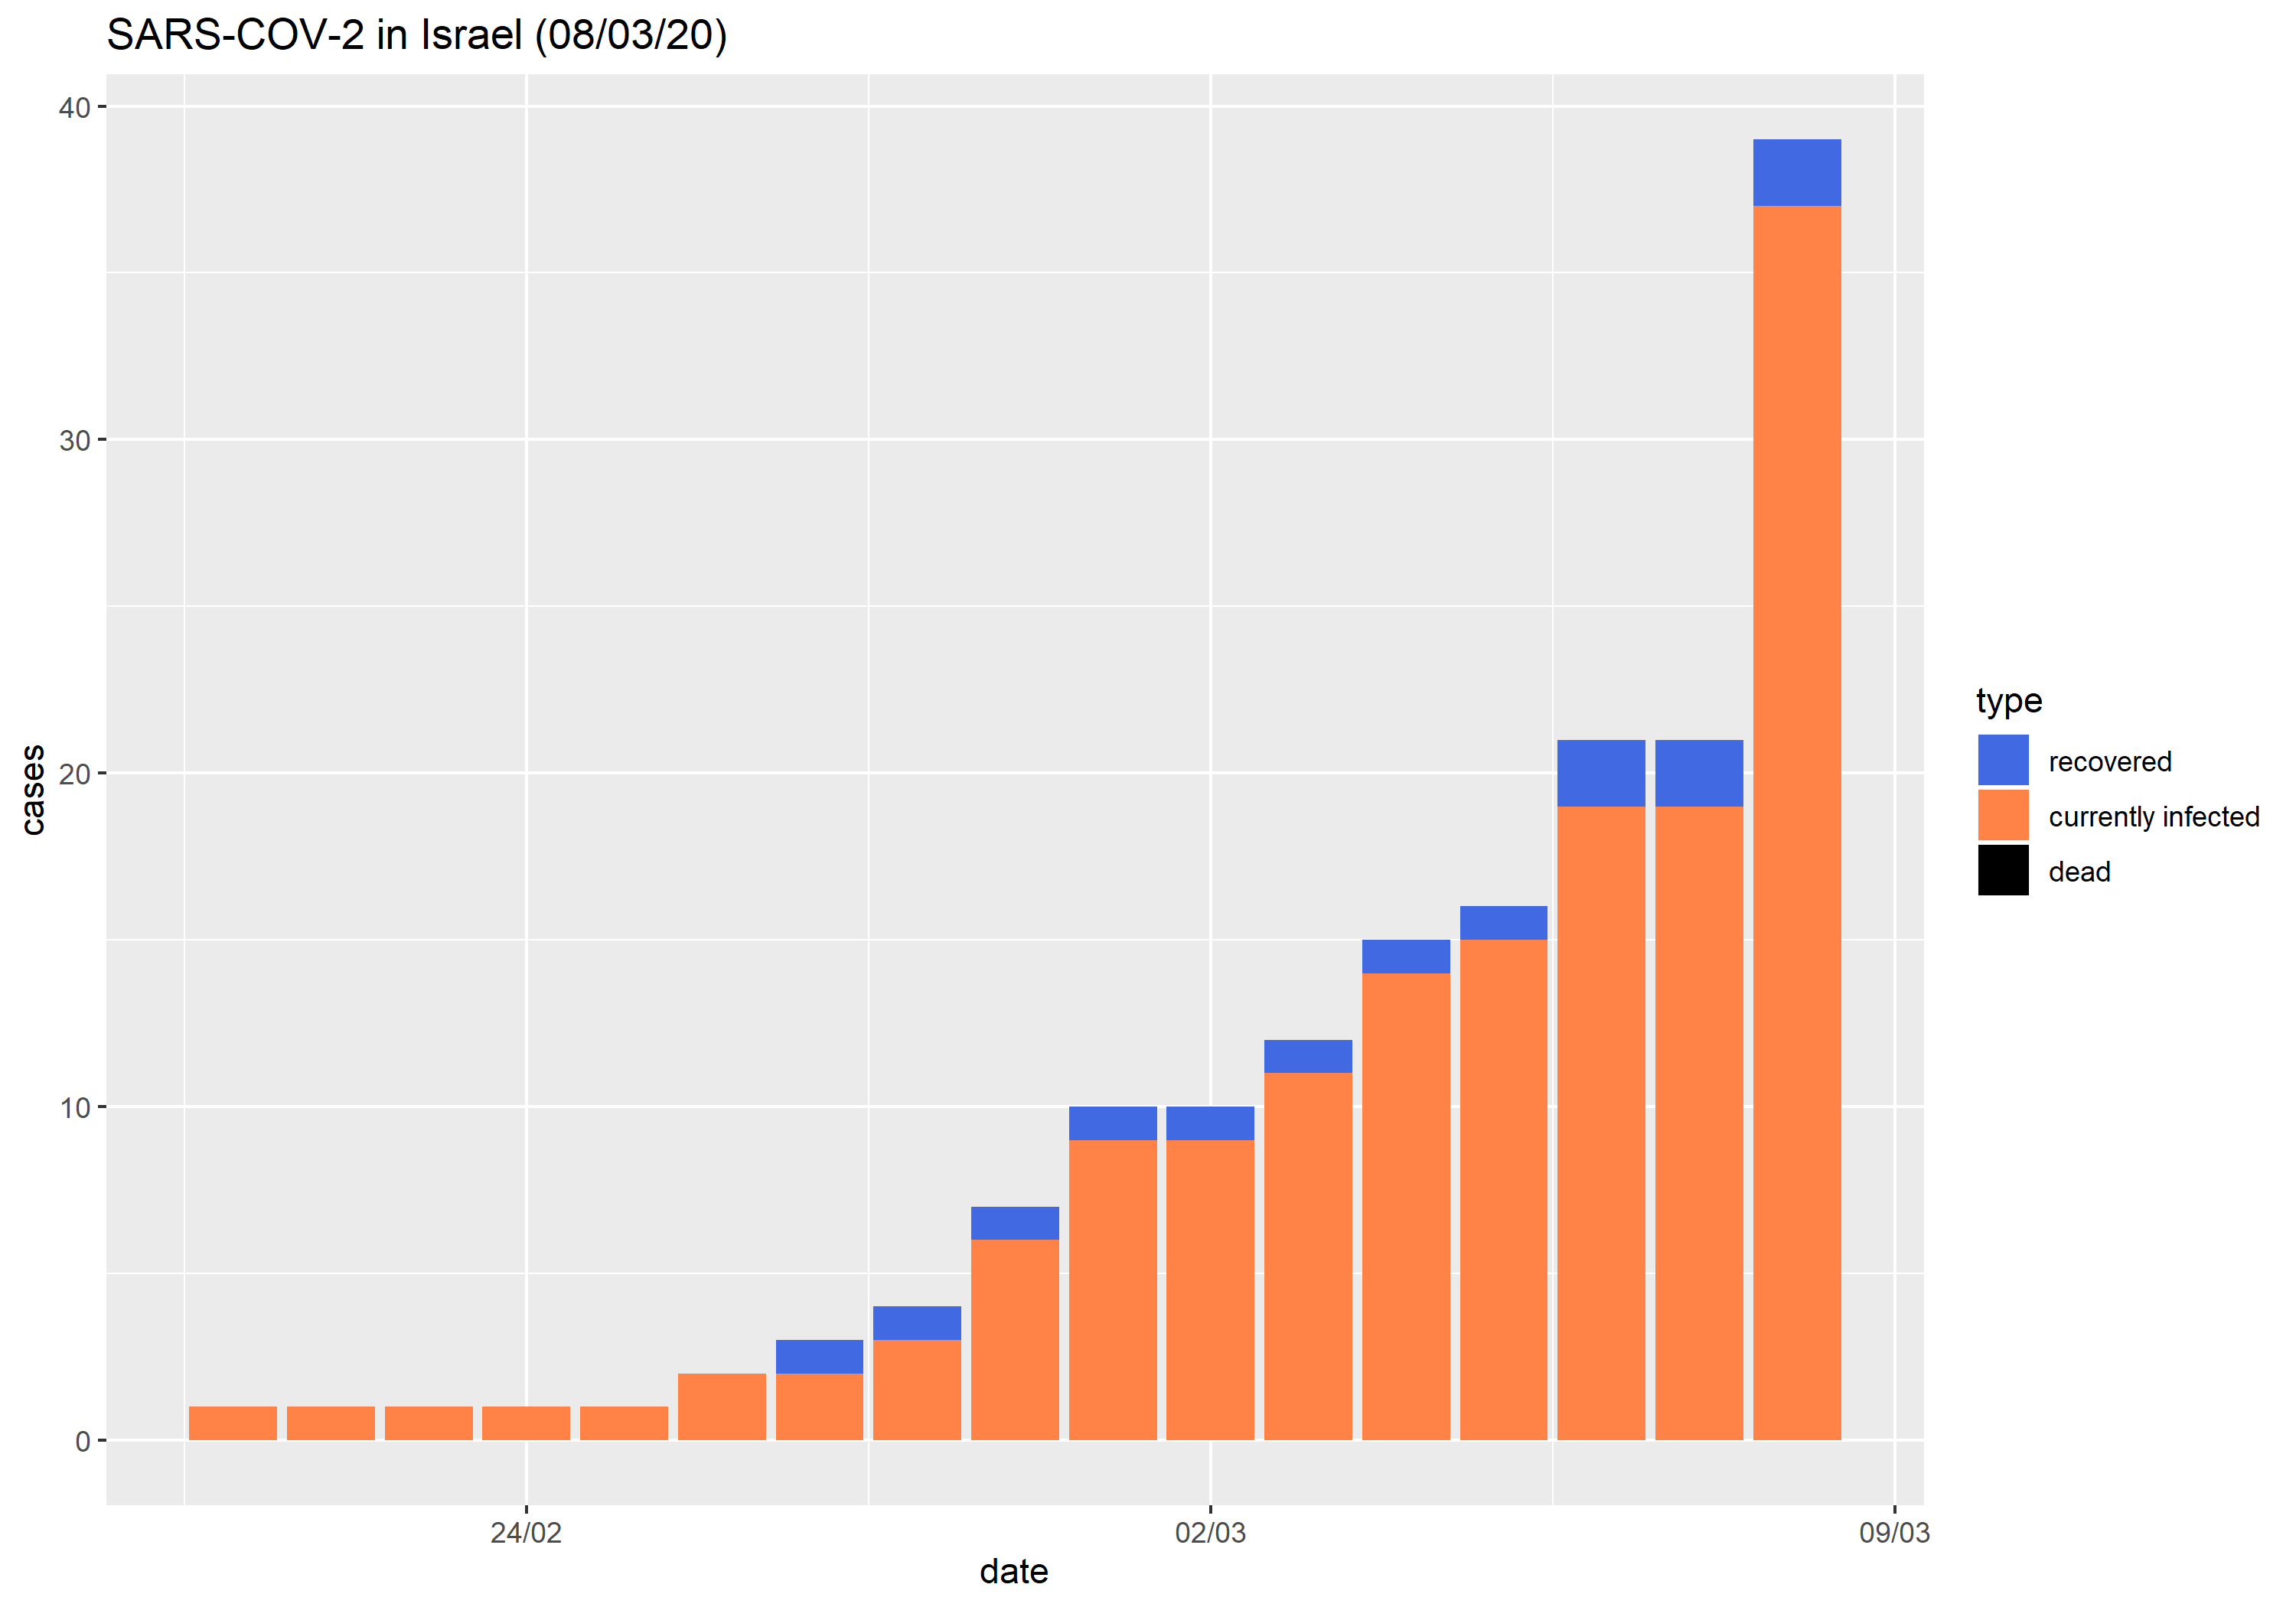 SARS-COV-2 in Israel (08/03/20)
40
30
20
10
0
cases
24/02
02/03
09/03
date
type
recovered
currently infected
dead